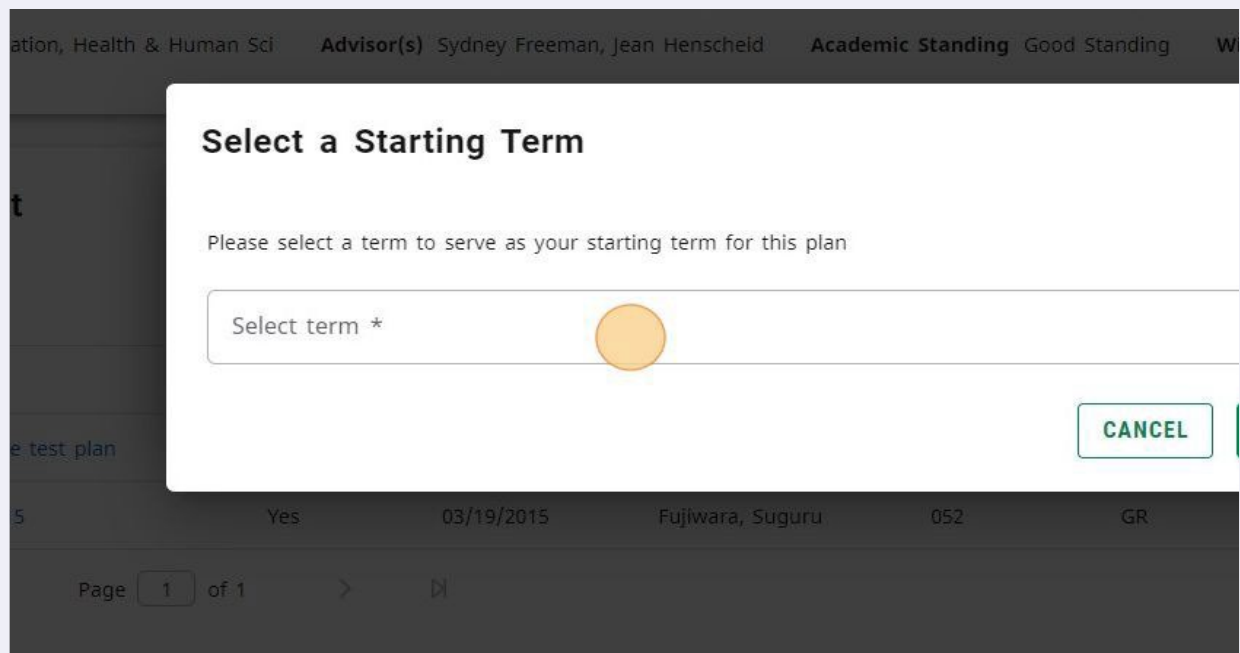 ation, Health & Human Sci Advisor(s) Sydney Freeman, Jean Henscheid Academic Standing Good Standing Wi
Select a Starting Term
t
Please select a term to serve as your starting term for this plan
Select term *
CANCEL
e test plan
5 Yes 03/19/2015 Fujiwara, Suguru 052 GR
Page 1 of 1